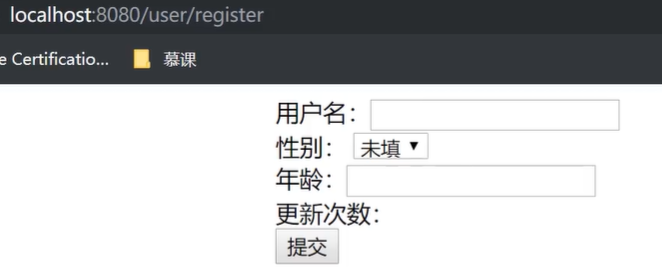 localhost:8080/user/register
e Certificatio... 慕课
用户名：
性别： 未填
年龄：
更新次数：
提交